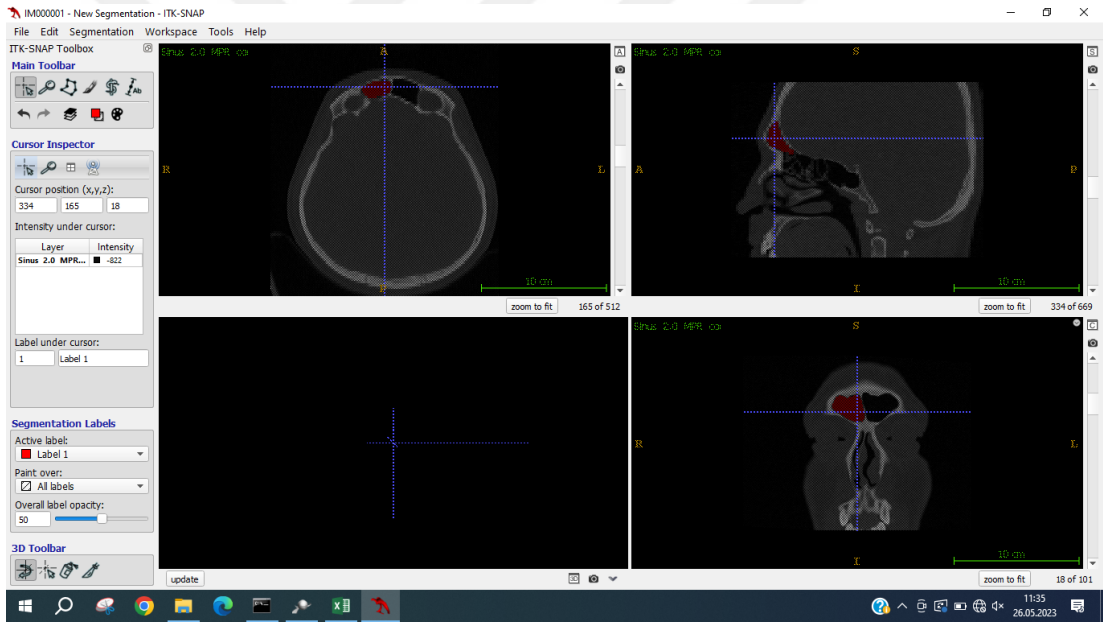 IM000001 - New Segmentation - ITK-SNAP
File Edit Segmentation Workspace Tools Help
ITK-SNAP Toolbox
Main Toolbar
Ab
Cursor Inspector
Cursor position (x,y,z):
334 165 18
Intensity under cursor:
Layer Intensity
Sinus 2.0 MPR... -822
Label under cursor:
1 Label 1
Segmentation Labels
Active label:
Label 1
Paint over:
All labels
Overall label opacity:
50
3D Toolbar
Sinus 2.0 MPR cor
A
R
L
P
10 cm
A
zoom to fit 165 of 512
Sinus 2.0 MPR cor
S
A
P
I
10 cm
S
zoom to fit 334 of 669
update
3D
Sinus 2.0 MPR cor
S
R
L
I
10 cm
C
zoom to fit 18 of 101
11:35
26.05.2023